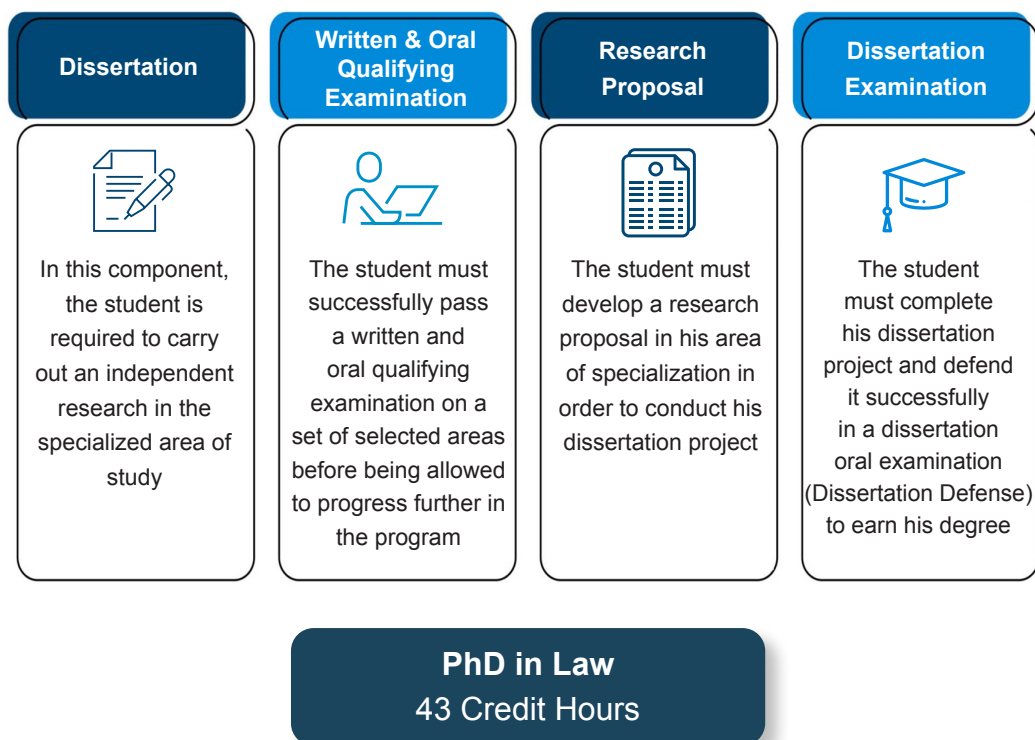 Dissertation
In this component,
the student is
required to carry
out an independent
research in the
specialized area of
study
Written & Oral
Qualifying
Examination
The student must
successfully pass
a written and
oral qualifying
examination on a
set of selected areas
before being allowed
to progress further in
the program
Research
Proposal
The student must
develop a research
proposal in his area
of specialization in
order to conduct his
dissertation project
Dissertation
Examination
The student
must complete
his dissertation
project and defend
it successfully
in a dissertation
oral examination
(Dissertation Defense)
to earn his degree
PhD in Law
43 Credit Hours